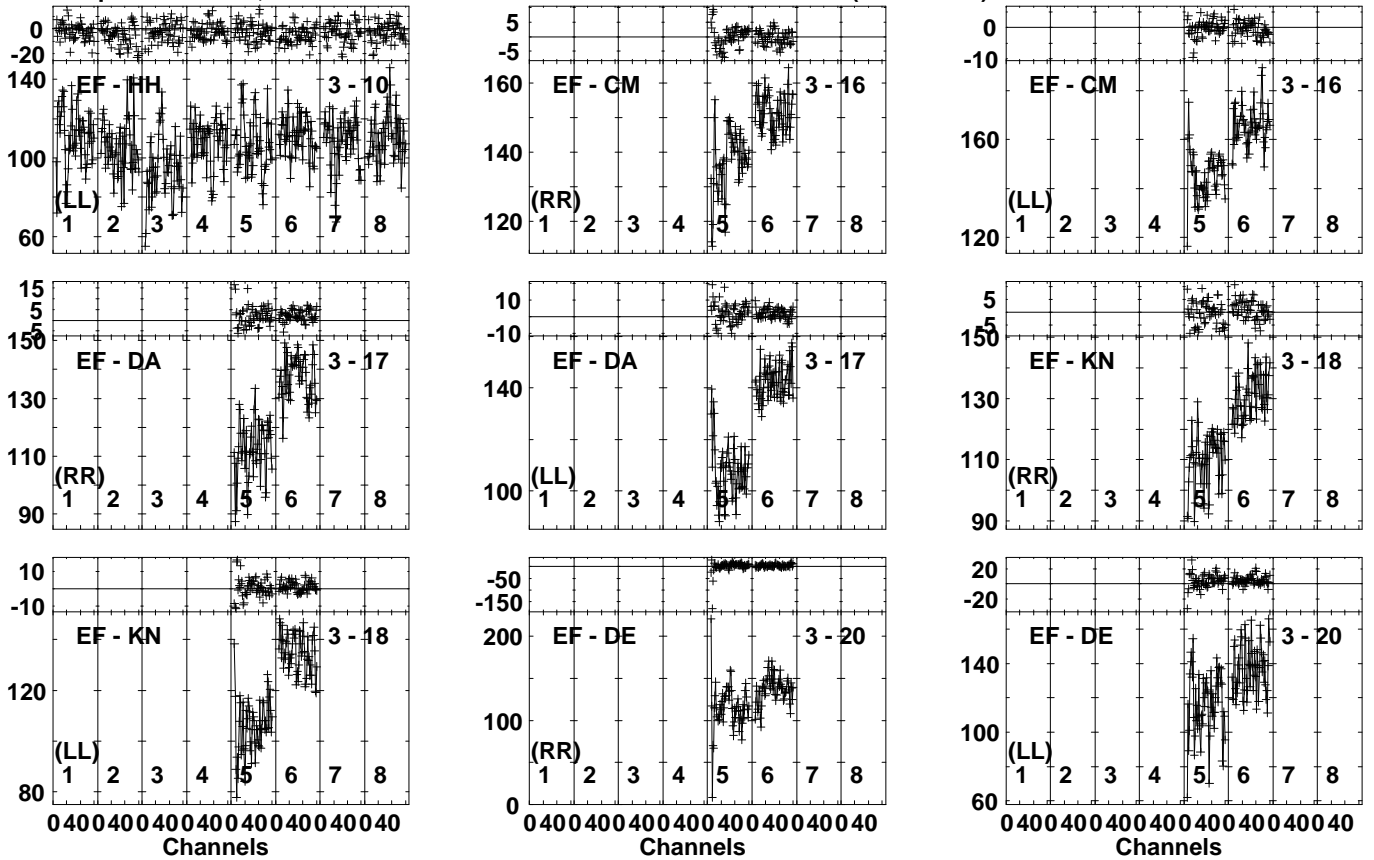 0
-20
140
100
60
EF - HH 3 - 10
(LL)
1 2 3 4 5 6 7 8
5
-5
160
140
120
EF - CM 3 - 16
(RR)
1 2 3 4 5 6 7 8
0
-10
160
120
EF - CM 3 - 16
(LL)
1 2 3 4 5 6 7 8
15
5
150
130
110
90
EF - DA 3 - 17
(RR)
1 2 3 4 5 6 7 8
10
-10
140
100
EF - DA 3 - 17
(LL)
1 2 3 4 5 6 7 8
5
-5
150
130
110
90
EF - KN 3 - 18
(RR)
1 2 3 4 5 6 7 8
10
-10
120
80
EF - KN 3 - 18
(LL)
1 2 3 4 5 6 7 8
-50
-150
200
100
0
EF - DE 3 - 20
(RR)
1 2 3 4 5 6 7 8
20
-20
140
100
60
EF - DE 3 - 20
(LL)
1 2 3 4 5 6 7 8
0 40 0 40 0 40 0 40 0 40 0 40 0 40 0 40
Channels
0 40 0 40 0 40 0 40 0 40 0 40 0 40 0 40
Channels
0 40 0 40 0 40 0 40 0 40 0 40 0 40 0 40
Channels